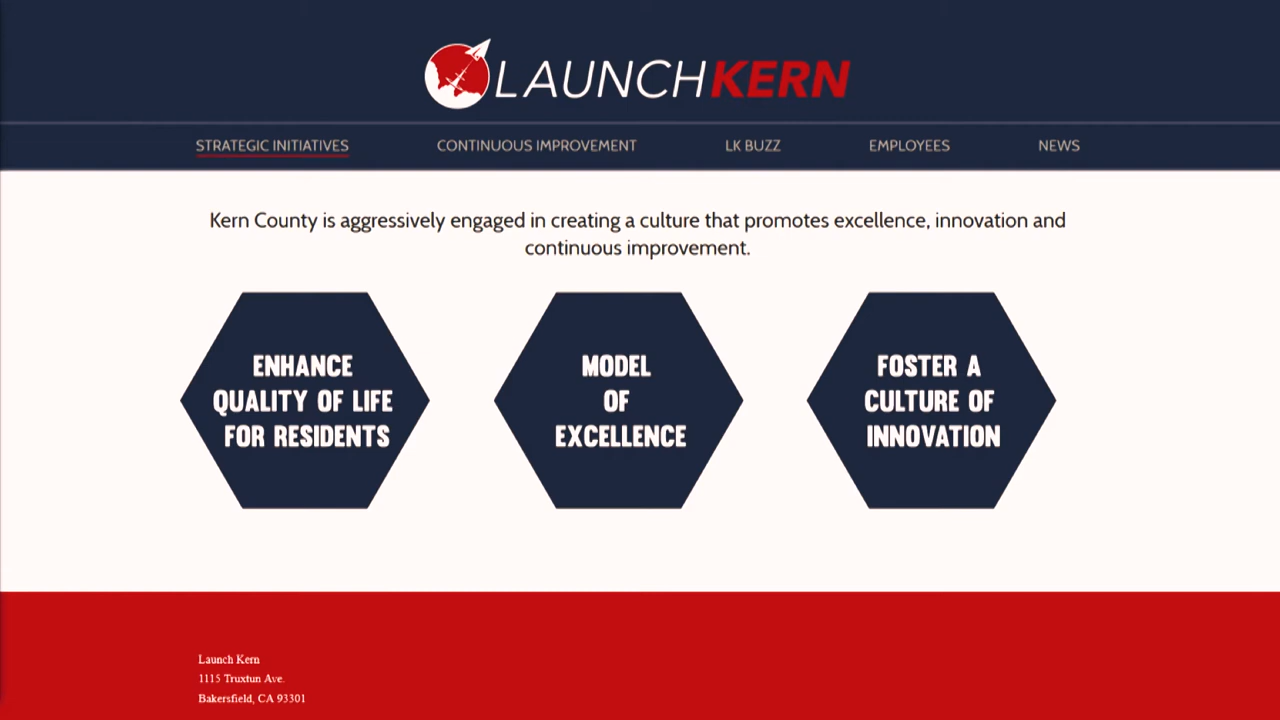 LAUNCHKERN
STRATEGIC INITIATIVES CONTINUOUS IMPROVEMENT LK BUZZ EMPLOYEES NEWS
Kern County is aggressively engaged in creating a culture that promotes excellence, innovation and
continuous improvement.
ENHANCE
QUALITY OF LIFE
FOR RESIDENTS
MODEL
OF
EXCELLENCE
FOSTER A
CULTURE OF
INNOVATION
Launch Kern
1115 Truxtun Ave.
Bakersfield, CA 93301